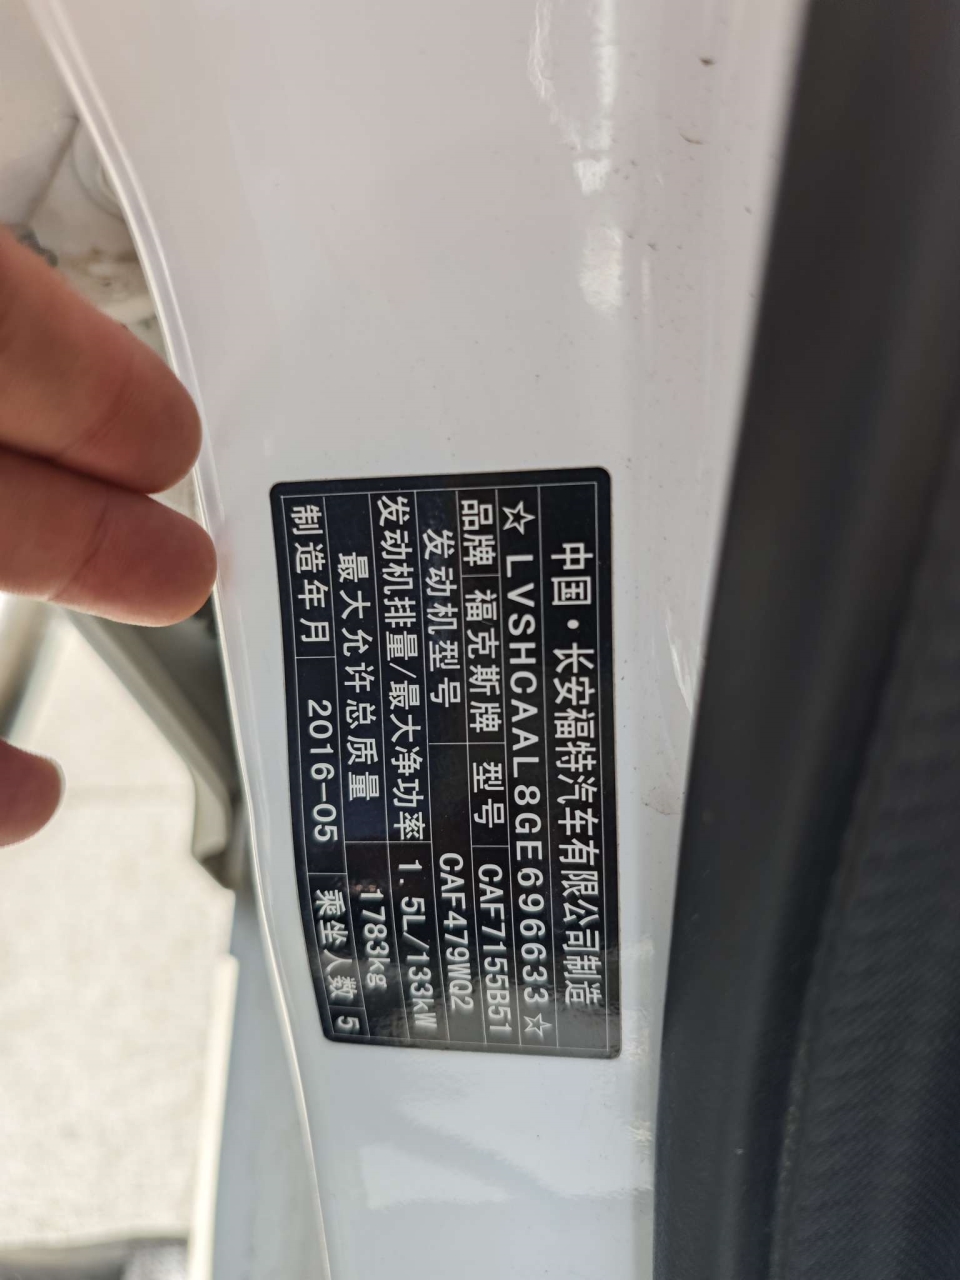 中国·长安福特汽车有限公司制造
☆LVSHCAAL8GE696633☆
品牌 福克斯牌 型号 CAF7155B51
发动机型号 CAF479WQ2
发动机排量/最大净功率 1.5L/133kW
最大允许总质量 1783kg
制造年月 2016-05 乘坐人数 5